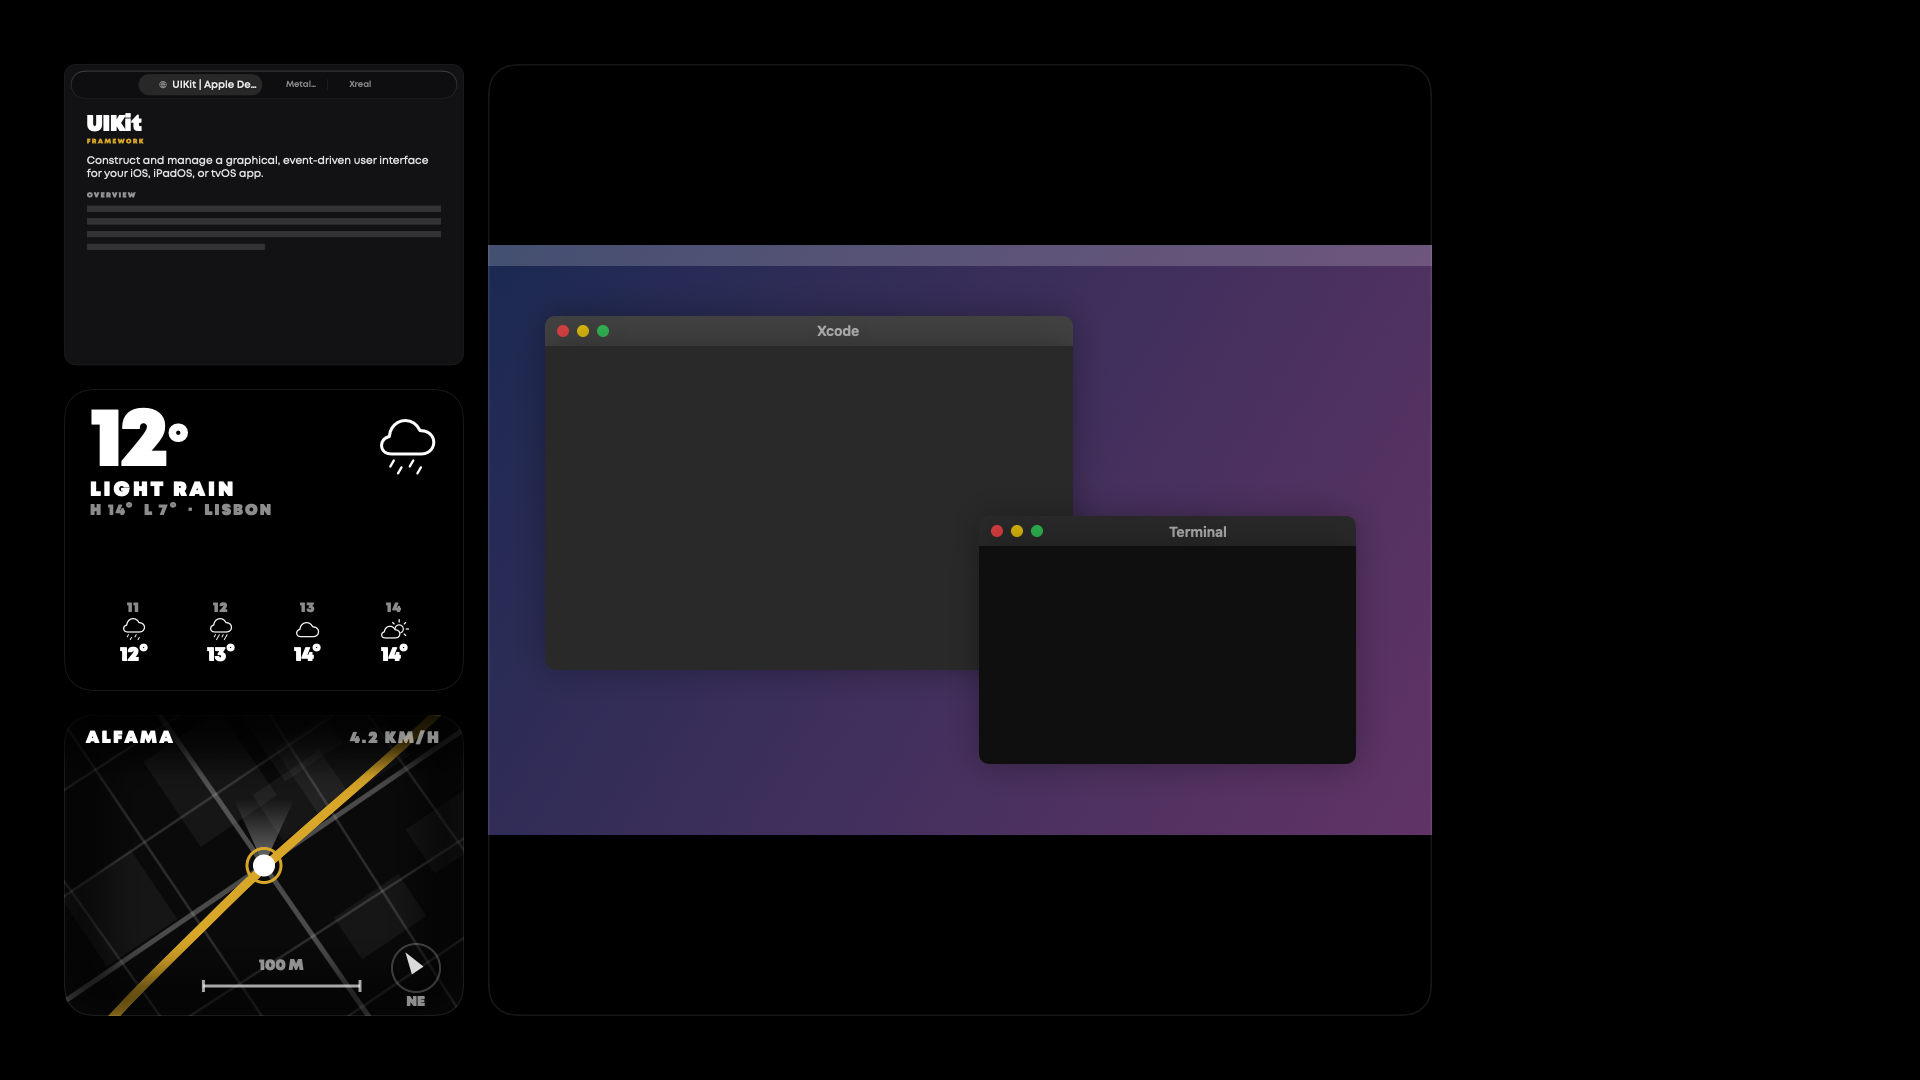 UIKit | Apple De...
Metal...
Xreal
UIKit
FRAMEWORK
Construct and manage a graphical, event-driven user interface
for your iOS, iPadOS, or tvOS app.
OVERVIEW
12°
LIGHT RAIN
H 14° L 7° · LISBON
11 12 13 14
12° 13° 14° 14°
ALFAMA
4.2 KM/H
100 M
NE
Xcode
Terminal